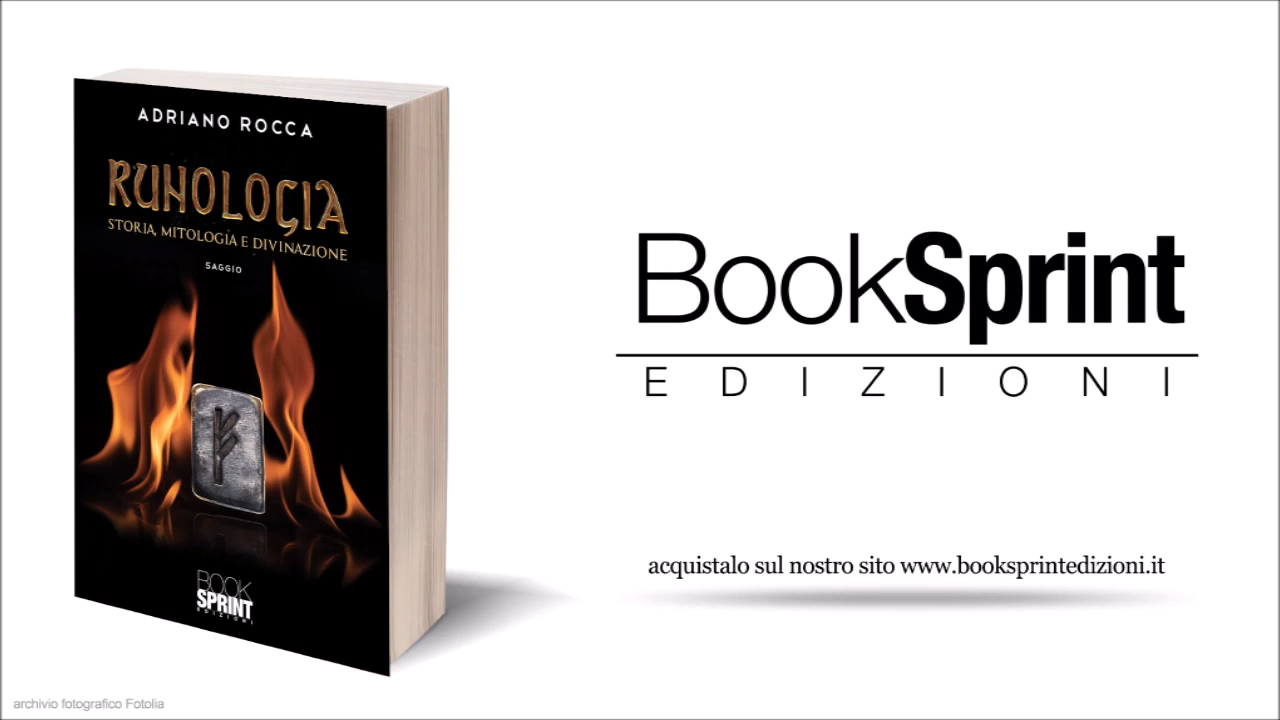 ADRIANO ROCCA
RUNOLOGIA
STORIA, MITOLOGIA E DIVINAZIONE
SAGGIO
BOOK
SPRINT
EDIZIONI
BookSprint
EDIZIONI
acquistalo sul nostro sito www.booksprintedizioni.it
archivio fotografico Fotolia